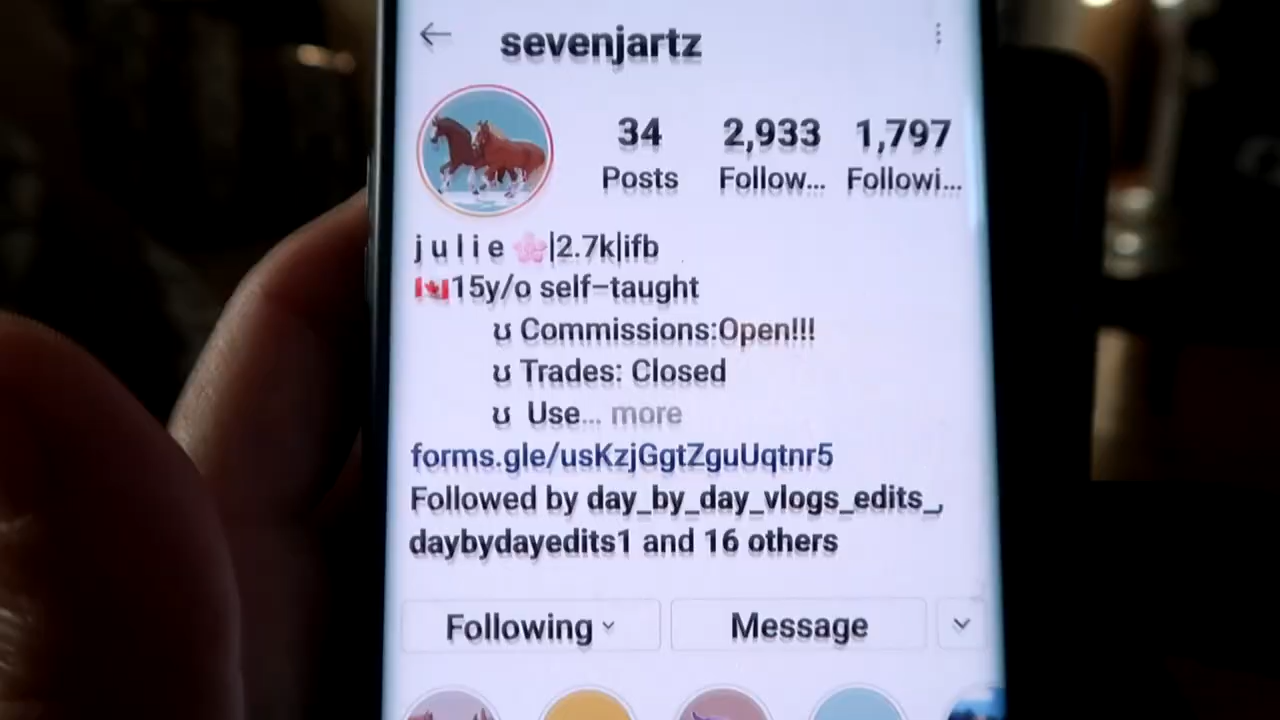 sevenjartz
34 2,933 1,797
Posts Follow... Followi...
j u l i e 🌸|2.7k|ifb
🇨🇦15y/o self-taught
ʊ Commissions:Open!!!
ʊ Trades: Closed
ʊ Use... more
forms.gle/usKzjGgtZguUqtnr5
Followed by day_by_day_vlogs_edits_,
daybydayedits1 and 16 others
Following Message